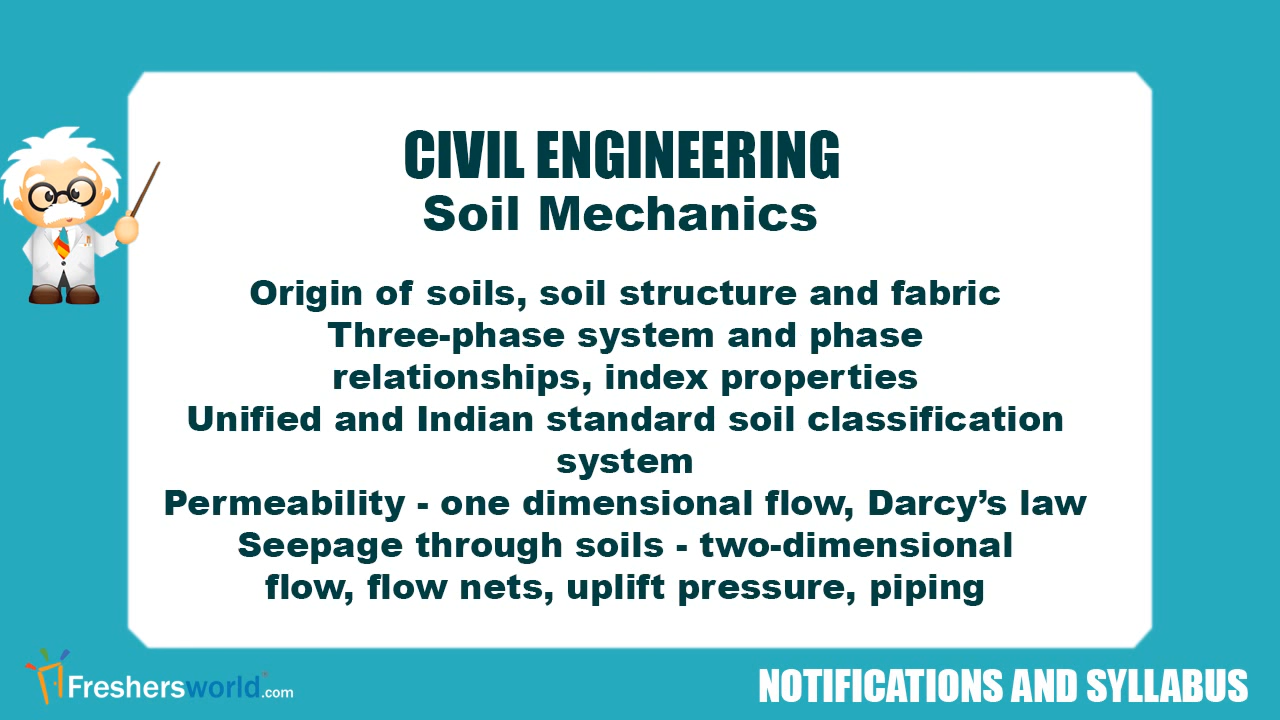 CIVIL ENGINEERING
Soil Mechanics
Origin of soils, soil structure and fabric
Three-phase system and phase
relationships, index properties
Unified and Indian standard soil classification
system
Permeability - one dimensional flow, Darcy’s law
Seepage through soils - two-dimensional
flow, flow nets, uplift pressure, piping
Freshersworld.com
NOTIFICATIONS AND SYLLABUS